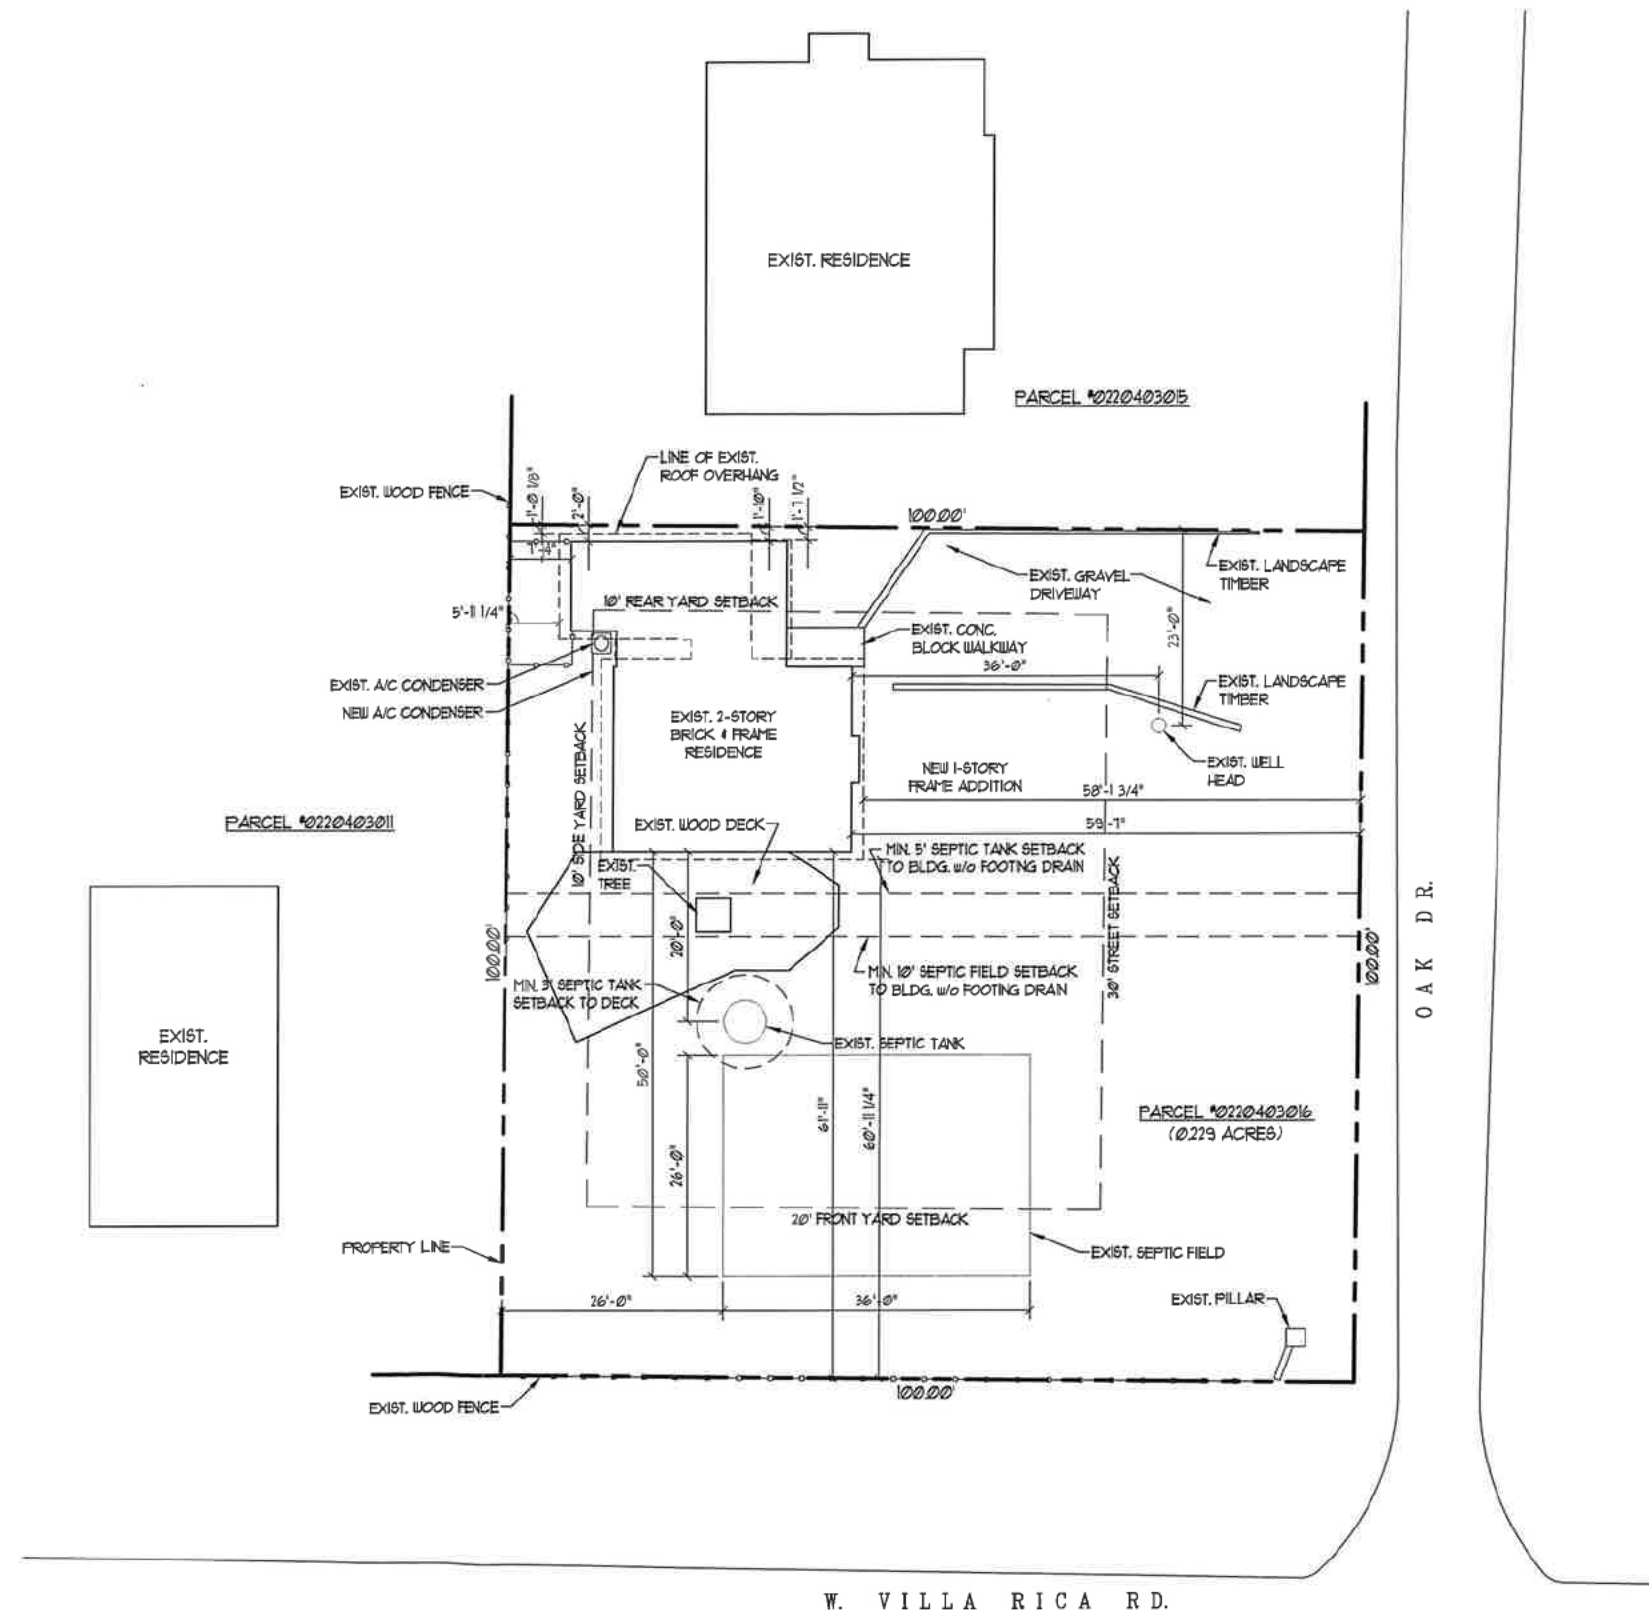 EXIST. RESIDENCE
PARCEL #0220403015
LINE OF EXIST.
ROOF OVERHANG
EXIST. WOOD FENCE
1'-0 1/8"
2'-0"
1'-10"
1'-7 1/2"
100.00'
7'-4"
EXIST. LANDSCAPE
TIMBER
EXIST. GRAVEL
DRIVEWAY
5'-11 1/4"
10' REAR YARD SETBACK
23'-0"
EXIST. CONC.
BLOCK WALKWAY
36'-0"
EXIST. A/C CONDENSER
NEW A/C CONDENSER
EXIST. LANDSCAPE
TIMBER
EXIST. 2-STORY
BRICK & FRAME
RESIDENCE
10' SIDE YARD SETBACK
EXIST. WELL
HEAD
NEW 1-STORY
FRAME ADDITION
58'-1 3/4"
PARCEL #0220403011
EXIST. WOOD DECK
59'-7"
MIN. 5' SEPTIC TANK SETBACK
TO BLDG. w/o FOOTING DRAIN
EXIST.
TREE
30' STREET SETBACK
20'-0"
100.00'
100.00'
OAK DR.
MIN. 10' SEPTIC FIELD SETBACK
TO BLDG. w/o FOOTING DRAIN
MIN. 3' SEPTIC TANK
SETBACK TO DECK
EXIST.
RESIDENCE
EXIST. SEPTIC TANK
50'-0"
61'-11"
60'-11 1/4"
PARCEL #0220403016
(0.229 ACRES)
26'-0"
20' FRONT YARD SETBACK
PROPERTY LINE
EXIST. SEPTIC FIELD
26'-0"
36'-0"
EXIST. PILLAR
100.00'
EXIST. WOOD FENCE
W. VILLA RICA RD.